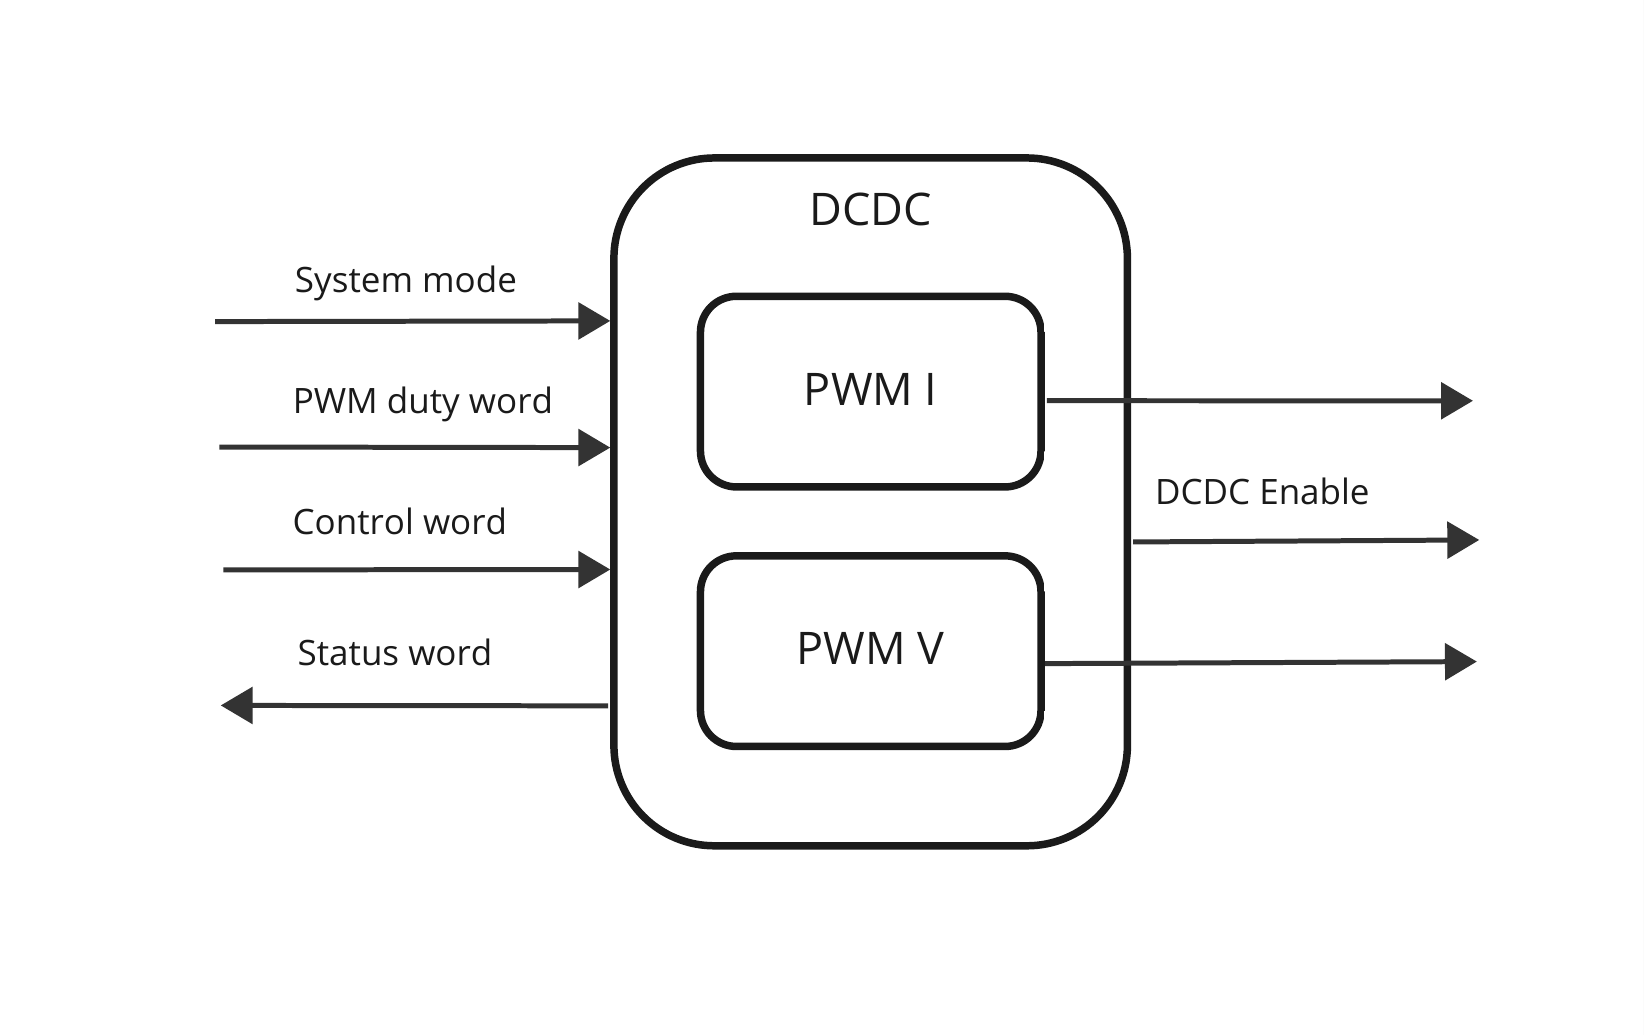 DCDC
System mode
PWM I
PWM duty word
DCDC Enable
Control word
PWM V
Status word